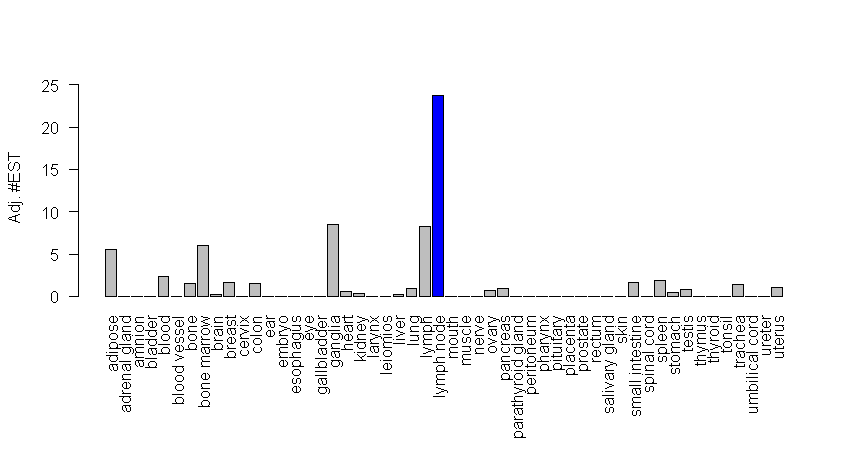 Adj. #EST
25
20
15
10
5
0
adipose
adrenal gland
amnion
bladder
blood
blood vessel
bone
bone marrow
brain
breast
cervix
colon
ear
embryo
esophagus
eye
gallbladder
ganglia
heart
kidney
larynx
leiomios
liver
lung
lymph
lymph node
mouth
muscle
nerve
ovary
pancreas
parathyroid gland
peritoneum
pharynx
pituitary
placenta
prostate
rectum
salivary gland
skin
small intestine
spinal cord
spleen
stomach
testis
thymus
thyroid
tonsil
trachea
umbilical cord
ureter
uterus